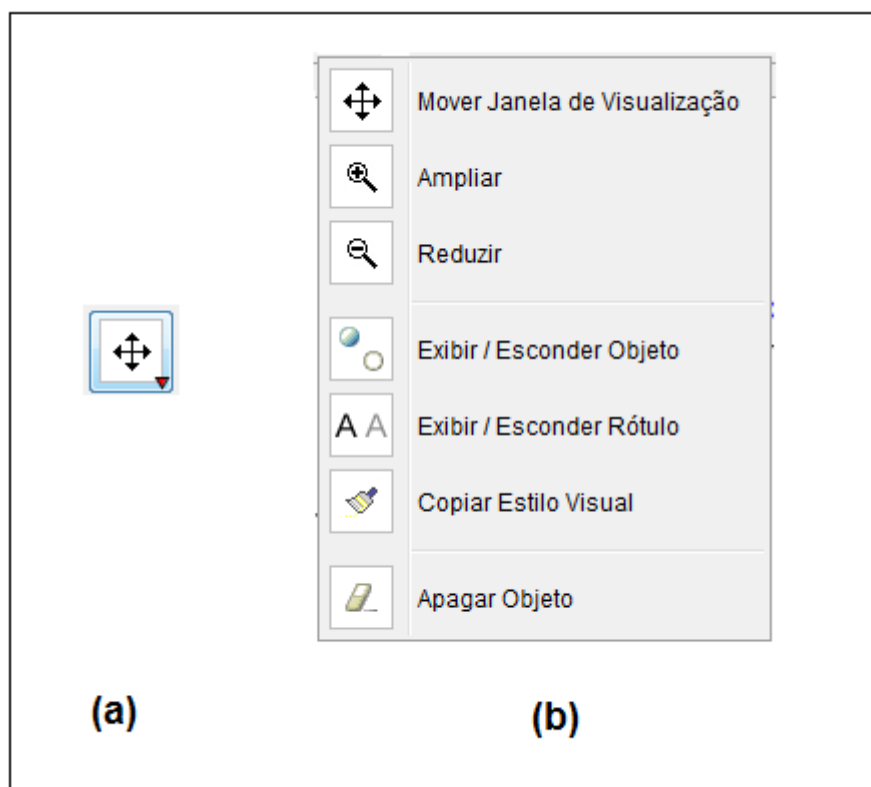 Mover Janela de Visualização
Ampliar
Reduzir
Exibir / Esconder Objeto
A A
Exibir / Esconder Rótulo
Copiar Estilo Visual
Apagar Objeto
(a)
(b)